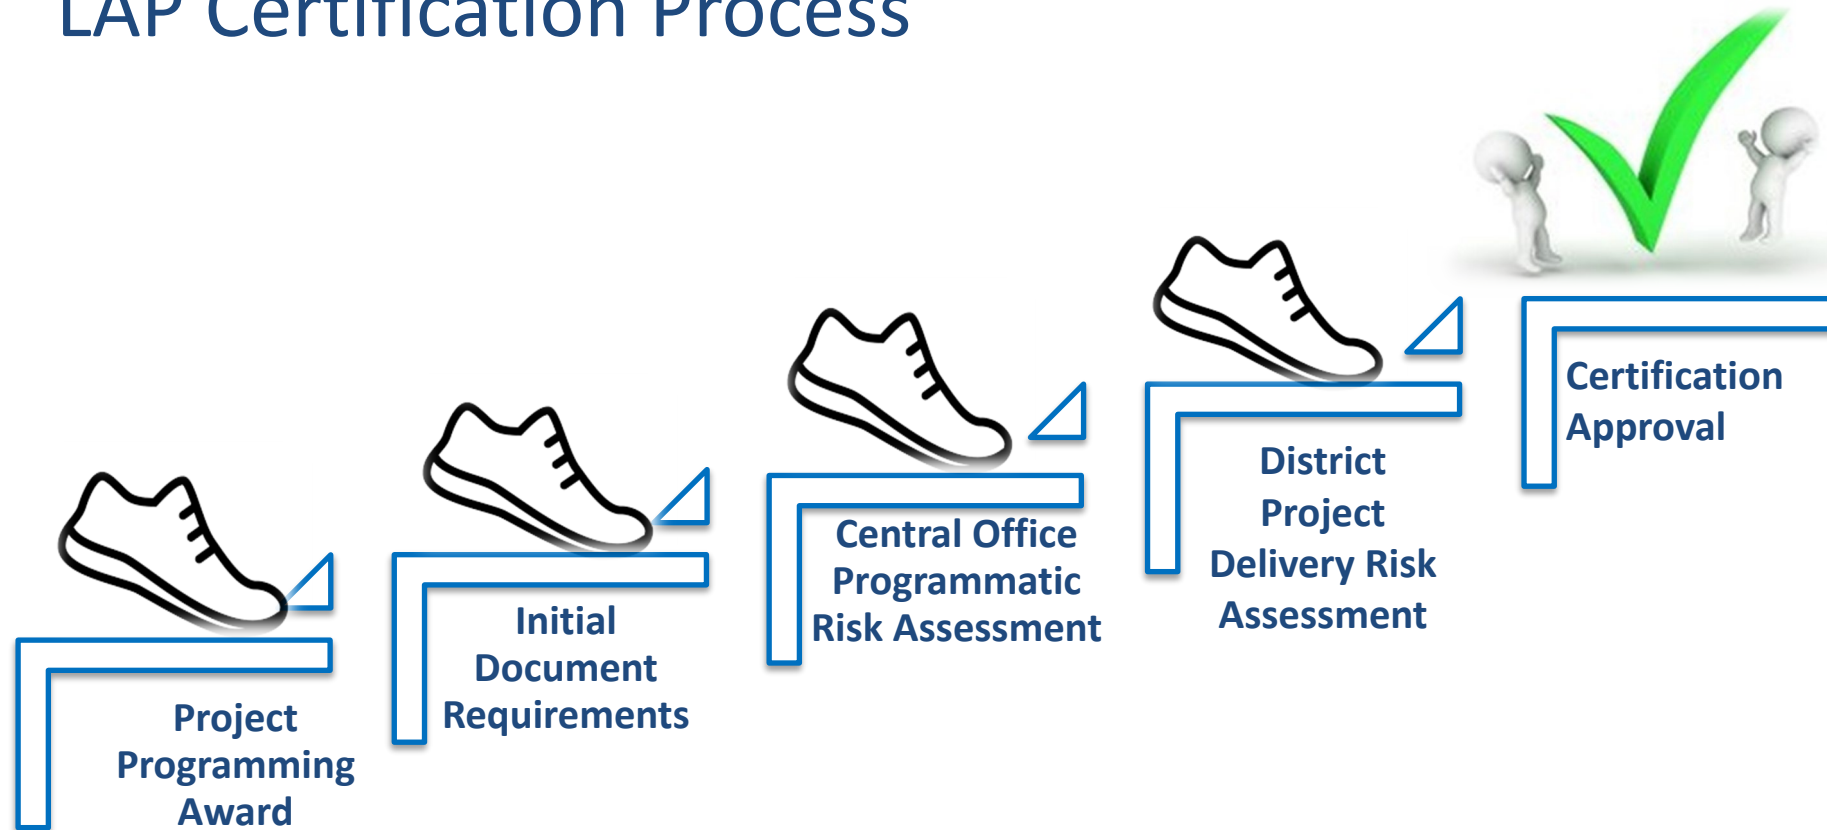 LAP Certification Process
Project
Programming
Award
Initial
Document
Requirements
Central Office
Programmatic
Risk Assessment
District
Project
Delivery Risk
Assessment
Certification
Approval